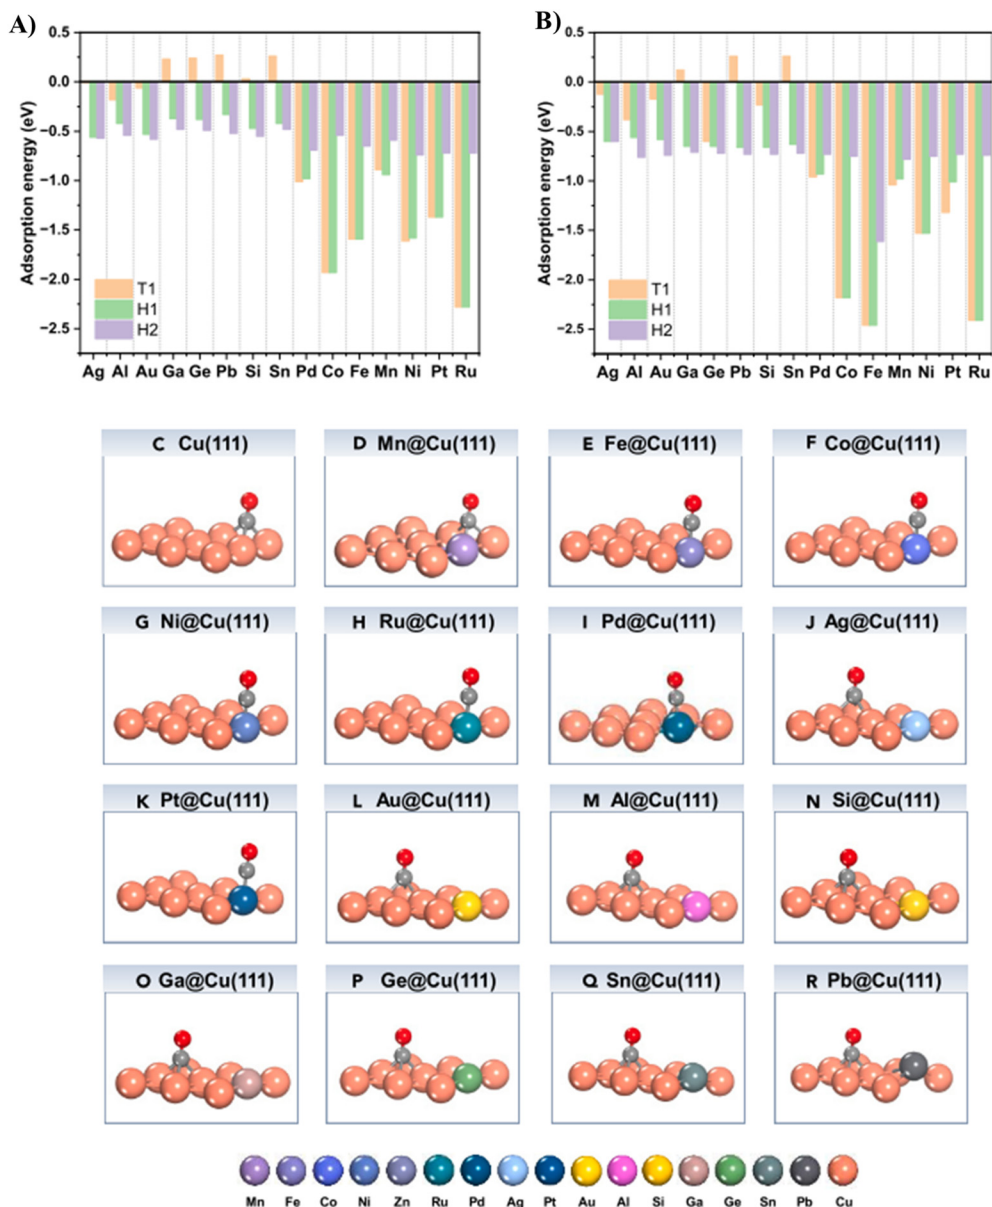 A)
B)
0.5
0.0
−0.5
−1.0
−1.5
−2.0
−2.5
Adsorption energy (eV)
T1
H1
H2
Ag Al Au Ga Ge Pb Si Sn Pd Co Fe Mn Ni Pt Ru
0.5
0.0
−0.5
−1.0
−1.5
−2.0
−2.5
Adsorption energy (eV)
T1
H1
H2
Ag Al Au Ga Ge Pb Si Sn Pd Co Fe Mn Ni Pt Ru
C Cu(111)
D Mn@Cu(111)
E Fe@Cu(111)
F Co@Cu(111)
G Ni@Cu(111)
H Ru@Cu(111)
I Pd@Cu(111)
J Ag@Cu(111)
K Pt@Cu(111)
L Au@Cu(111)
M Al@Cu(111)
N Si@Cu(111)
O Ga@Cu(111)
P Ge@Cu(111)
Q Sn@Cu(111)
R Pb@Cu(111)
Mn Fe Co Ni Zn Ru Pd Ag Pt Au Al Si Ga Ge Sn Pb Cu